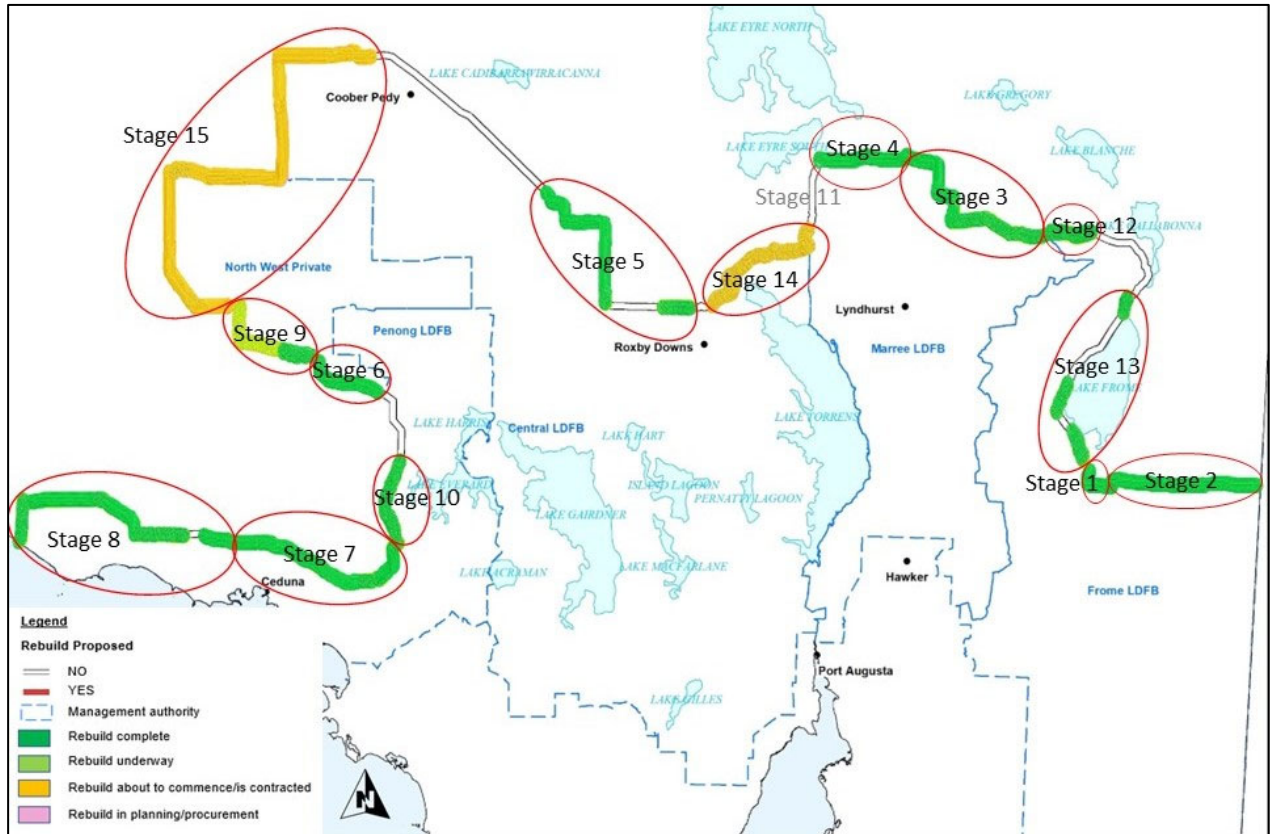 LAKE EYRE NORTH
LAKE CADIBARRAWIRRACANNA
Coober Pedy
LAKE GREGORY
Stage 15
LAKE EYRE SOUTH
Stage 4
LAKE BLANCHE
Stage 11
Stage 3
Stage 12
North West Private
Stage 5
Stage 14
Stage 9
Penong LDFB
Lyndhurst
Roxby Downs
Marree LDFB
Stage 6
Stage 13
LAKE FROME
LAKE HARRIS
Central LDFB
LAKE HART
LAKE TORRENS
Stage 10
LAKE EVERARD
ISLAND LAGOON
PERNATTY LAGOON
Stage 1
Stage 2
LAKE GAIRDNER
Stage 8
Stage 7
LAKE ACRAMAN
LAKE MACFARLANE
Ceduna
Hawker
Frome LDFB
Port Augusta
LAKE GILLES
Legend
Rebuild Proposed
NO
YES
Management authority
Rebuild complete
Rebuild underway
Rebuild about to commence/is contracted
Rebuild in planning/procurement
N